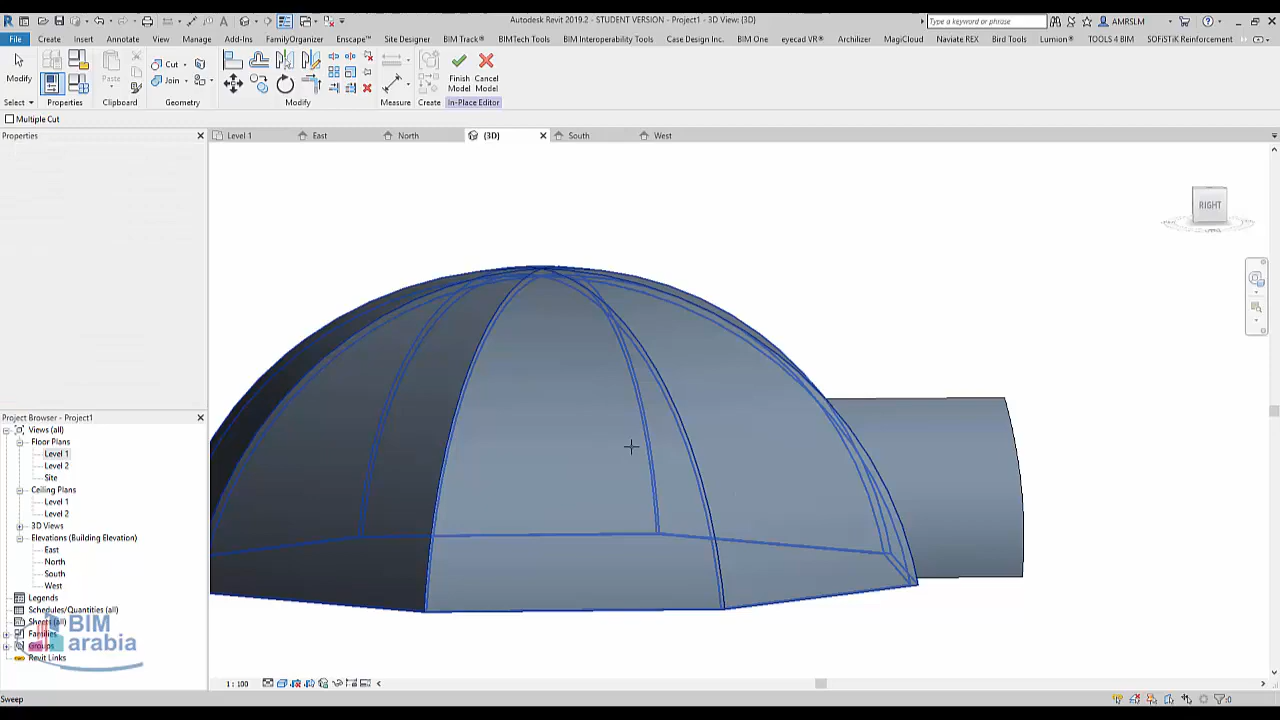 Autodesk Revit 2019.2 - STUDENT VERSION - Project1 - 3D View: {3D}
Type a keyword or phrase
AMRSLM
File Create Insert Annotate View Manage Add-Ins FamilyOrganizer Enscape™ Site Designer BIM Track® BIMTech Tools BIM Interoperability Tools Case Design Inc. BIM One eyecad VR® Archilizer MagiCloud Naviate REX Bird Tools Lumion® TOOLS 4 BIM SOFiSTiK Reinforcement
Modify Paste Cut Join Finish Model Cancel Model
Select Properties Clipboard Geometry Modify Measure Create In-Place Editor
Multiple Cut
Properties
Level 1 East North {3D} South West
RIGHT
Project Browser - Project1
Views (all)
Floor Plans
Level 1
Level 2
Site
Ceiling Plans
Level 1
Level 2
3D Views
Elevations (Building Elevation)
East
North
South
West
Legends
Schedules/Quantities (all)
Sheets (all)
Families
Groups
Revit Links
BIM
arabia
1 : 100
Sweep
:0